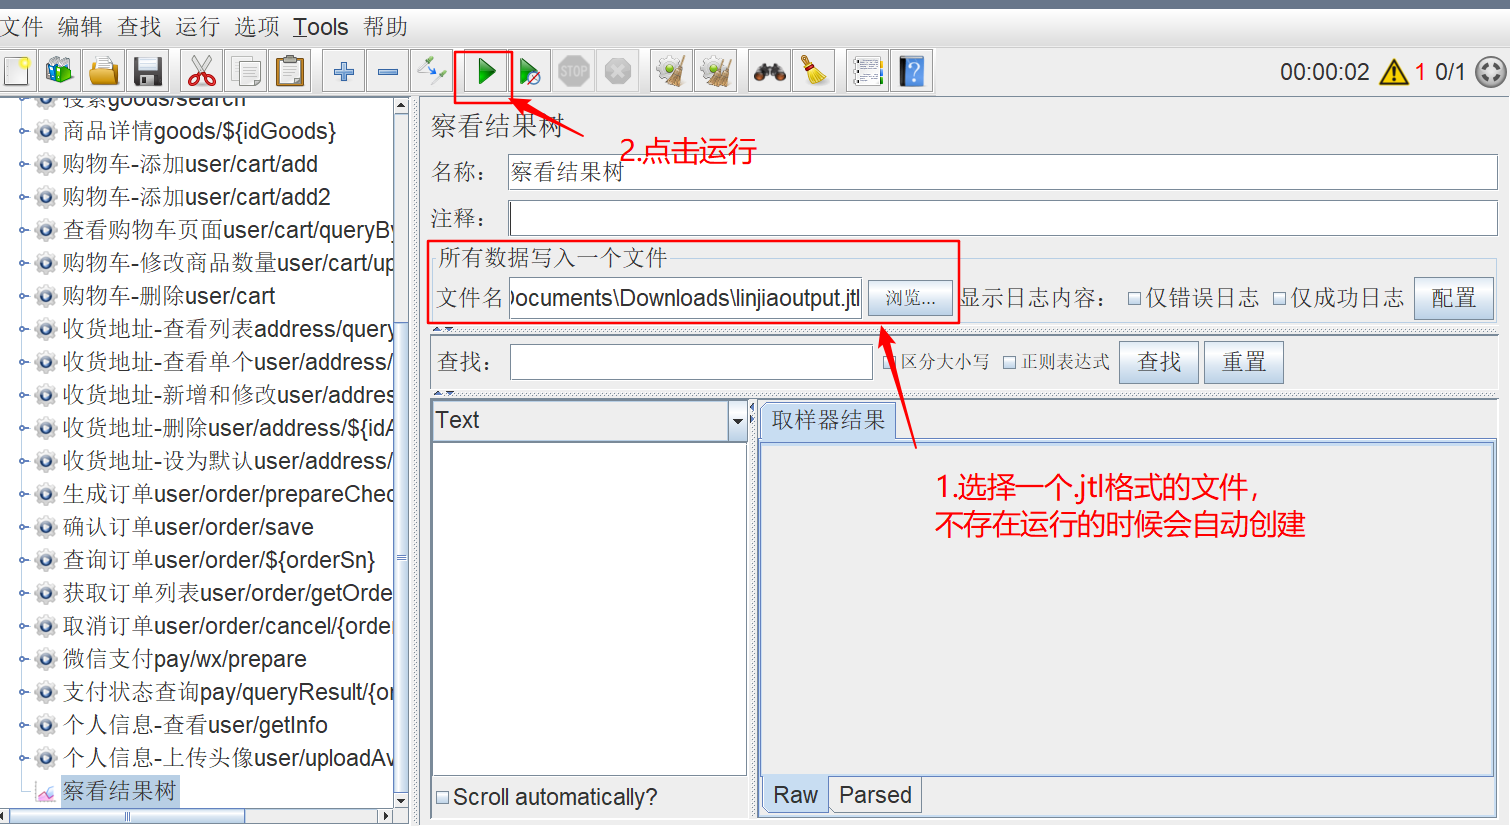 文件 编辑 查找 运行 选项 Tools 帮助
STOP
00:00:02
1 0/1
搜索goods/search
商品详情goods/${idGoods}
购物车-添加user/cart/add
购物车-添加user/cart/add2
查看购物车页面user/cart/queryBy
购物车-修改商品数量user/cart/up
购物车-删除user/cart
收货地址-查看列表address/query
收货地址-查看单个user/address/
收货地址-新增和修改user/addres
收货地址-删除user/address/${idA
收货地址-设为默认user/address/
生成订单user/order/prepareChec
确认订单user/order/save
查询订单user/order/${orderSn}
获取订单列表user/order/getOrde
取消订单user/order/cancel/{order
微信支付pay/wx/prepare
支付状态查询pay/queryResult/{or
个人信息-查看user/getInfo
个人信息-上传头像user/uploadAv
察看结果树
察看结果树
2.点击运行
名称： 察看结果树
注释：
所有数据写入一个文件
文件名 Documents\Downloads\linjiaoutput.jtl 浏览... 显示日志内容： 仅错误日志 仅成功日志 配置
查找： 区分大小写 正则表达式 查找 重置
Text
取样器结果
1.选择一个.jtl格式的文件，
不存在运行的时候会自动创建
Scroll automatically?
Raw Parsed